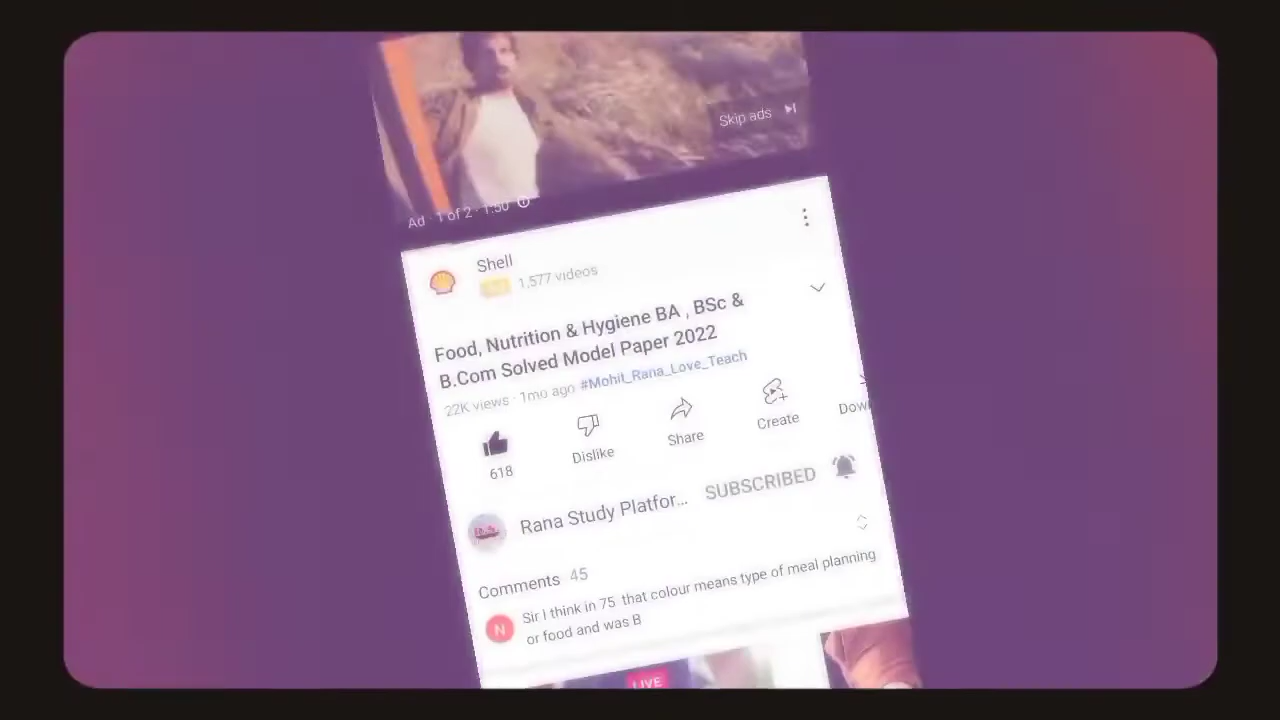 Skip ads
Ad · 1 of 2 · 1:50
Shell
1,577 videos
Food, Nutrition & Hygiene BA , BSc &
B.Com Solved Model Paper 2022
22K views · 1mo ago #Mohit_Rana_Love_Teach
618
Dislike
Share
Create
Dow
Rana Study Platfor...
SUBSCRIBED
Comments 45
N
Sir I think in 75 that colour means type of meal planning
or food and was B
LIVE